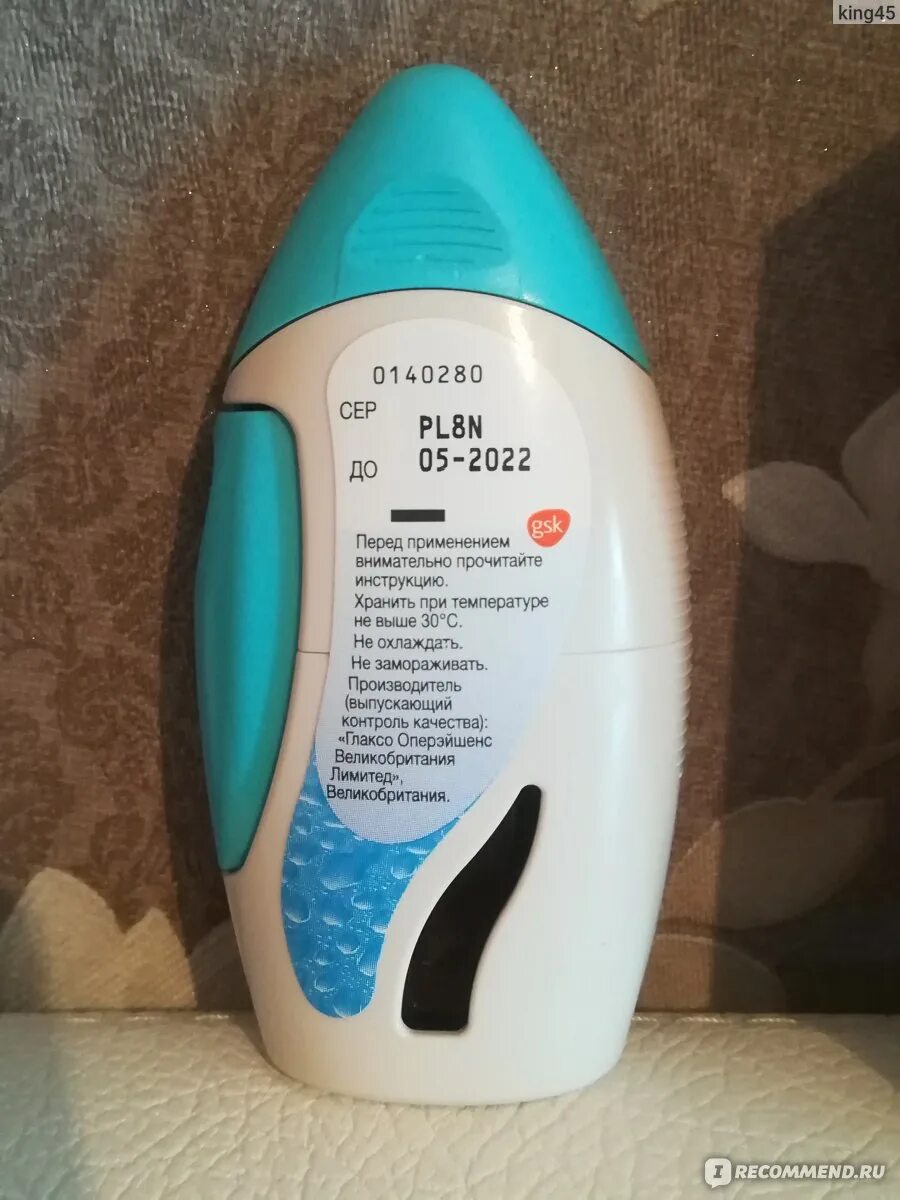 king45
0140280
СЕР
PL8N
ДО
05-2022
gsk
Перед применением
внимательно прочитайте
инструкцию.
Хранить при температуре
не выше 30°C.
Не охлаждать.
Не замораживать.
Производитель
(выпускающий
контроль качества):
«Глаксо Оперэйшенс
Великобритания
Лимитед»,
Великобритания.
I RECOMMEND.RU